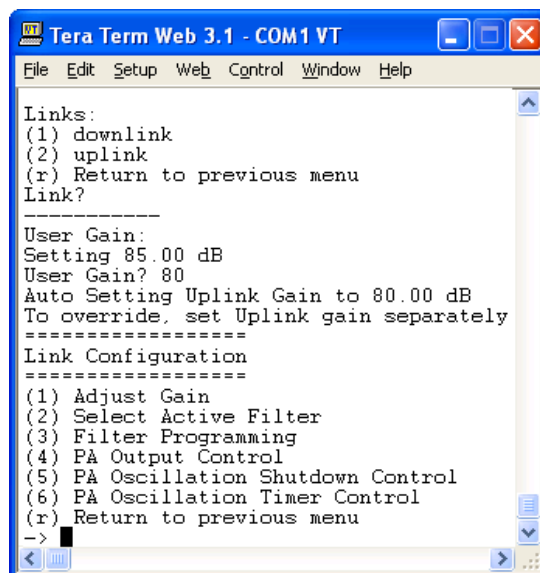 Tera Term Web 3.1 - COM1 VT
File Edit Setup Web Control Window Help
Links:
(1) downlink
(2) uplink
(r) Return to previous menu
Link?
-----------
User Gain:
Setting 85.00 dB
User Gain? 80
Auto Setting Uplink Gain to 80.00 dB
To override, set Uplink gain separately
==================
Link Configuration
==================
(1) Adjust Gain
(2) Select Active Filter
(3) Filter Programming
(4) PA Output Control
(5) PA Oscillation Shutdown Control
(6) PA Oscillation Timer Control
(r) Return to previous menu
->